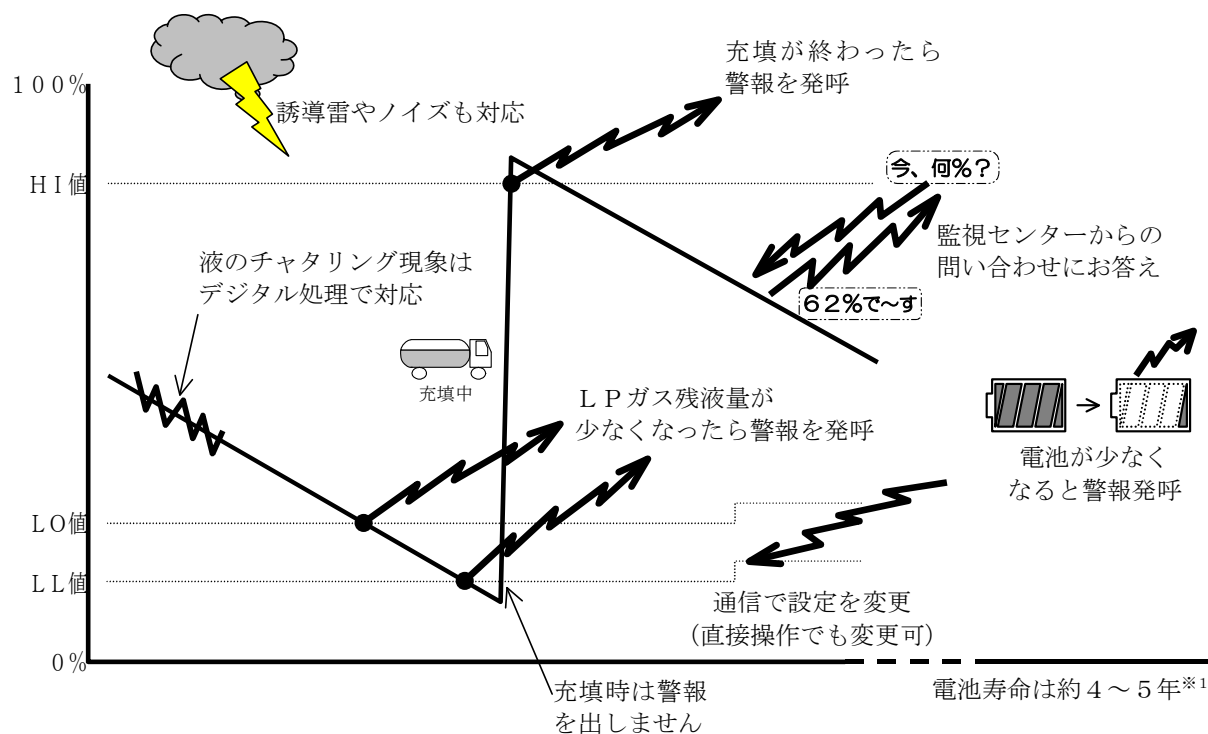 充填が終わったら
警報を発呼
１００％
誘導雷やノイズも対応
今、何％？
ＨＩ値
監視センターからの
問い合わせにお答え
液のチャタリング現象は
デジタル処理で対応
６２％で～す
充填中
ＬＰガス残液量が
少なくなったら警報を発呼
電池が少なく
なると警報発呼
ＬＯ値
ＬＬ値
通信で設定を変更
（直接操作でも変更可）
０％
充填時は警報
を出しません
電池寿命は約４～５年※1